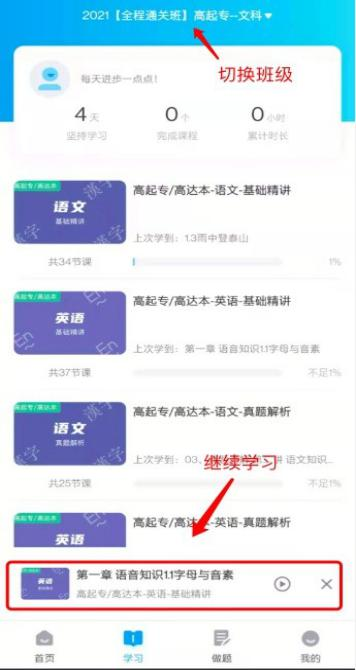 2021【全程通关班】高起专--文科
切换班级
每天进步一点点!
4天
0个
0小时
坚持学习
完成课程
累计时长
高起专/高达本
语文
基础精讲
漢字
高起专/高达本-语文-基础精讲
上次学到：1.3雨中登泰山
共34节课
1%
高起专/高达本
英语
基础精讲
高起专/高达本-英语-基础精讲
上次学到：第一章 语音知识1.1字母与音素
共37节课
不足1%
高起专/高达本
语文
真题解析
漢字
高起专/高达本-语文-真题解析
上次学到：03、
讲 语文知识...
继续学习
共25节课
不足1%
高起专/高达本
英语
高起专/高达本-英语-真题解析
英语
第一章 语音知识1.1字母与音素
高起专/高达本-英语-基础精讲
首页
学习
做题
我的